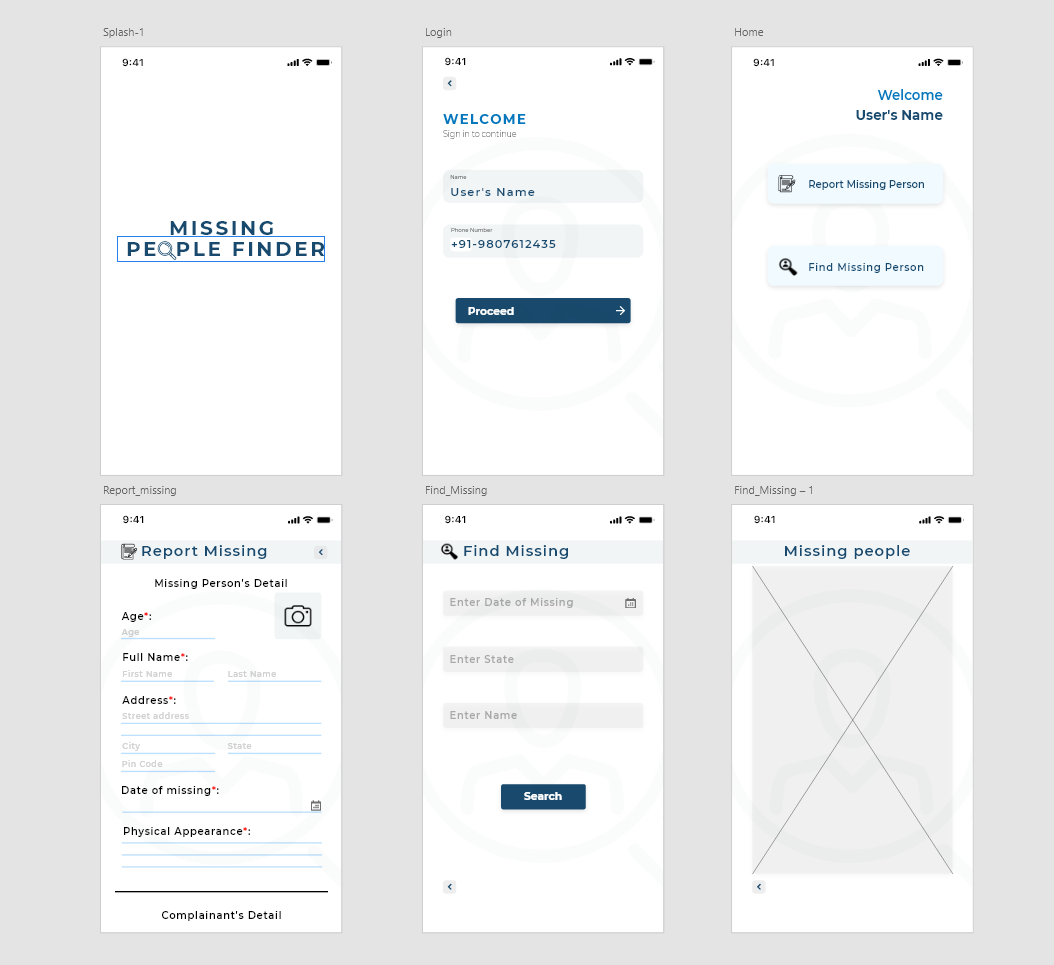 Splash-1
9:41
MISSING
PEOPLE FINDER
Login
9:41
WELCOME
Sign in to continue
Name
User's Name
Phone Number
+91-9807612435
Proceed
Home
9:41
Welcome
User's Name
Report Missing Person
Find Missing Person
Report_missing
9:41
Report Missing
Missing Person's Detail
Age*:
Age
Full Name*:
First Name Last Name
Address*:
Street address
City State
Pin Code
Date of missing*:
Physical Appearance*:
Complainant's Detail
Find_Missing
9:41
Find Missing
Enter Date of Missing
Enter State
Enter Name
Search
Find_Missing – 1
9:41
Missing people